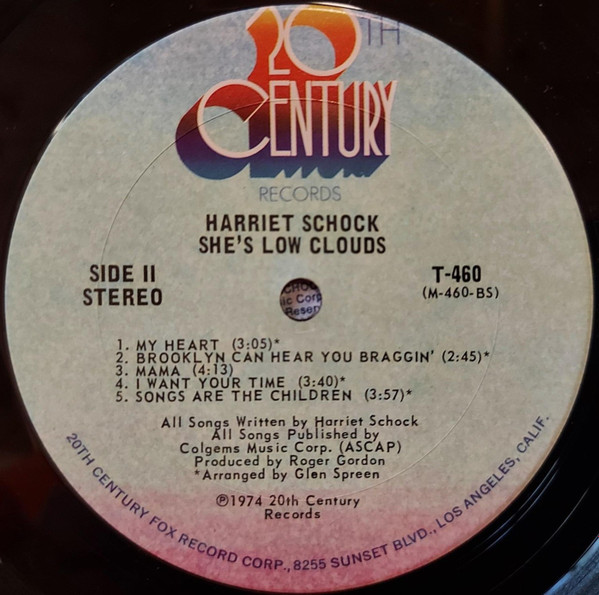 20TH
CENTURY
RECORDS
HARRIET SCHOCK
SHE'S LOW CLOUDS
SIDE II
STEREO
T-460
(M-460-BS)
1. MY HEART (3:05)*
2. BROOKLYN CAN HEAR YOU BRAGGIN' (2:45)*
3. MAMA (4:13)
4. I WANT YOUR TIME (3:40)*
5. SONGS ARE THE CHILDREN (3:57)*
All Songs Written by Harriet Schock
All Songs Published by
Colgems Music Corp. (ASCAP)
Produced by Roger Gordon
*Arranged by Glen Spreen
℗1974 20th Century
Records
20TH CENTURY FOX RECORD CORP., 8255 SUNSET BLVD., LOS ANGELES, CALIF.